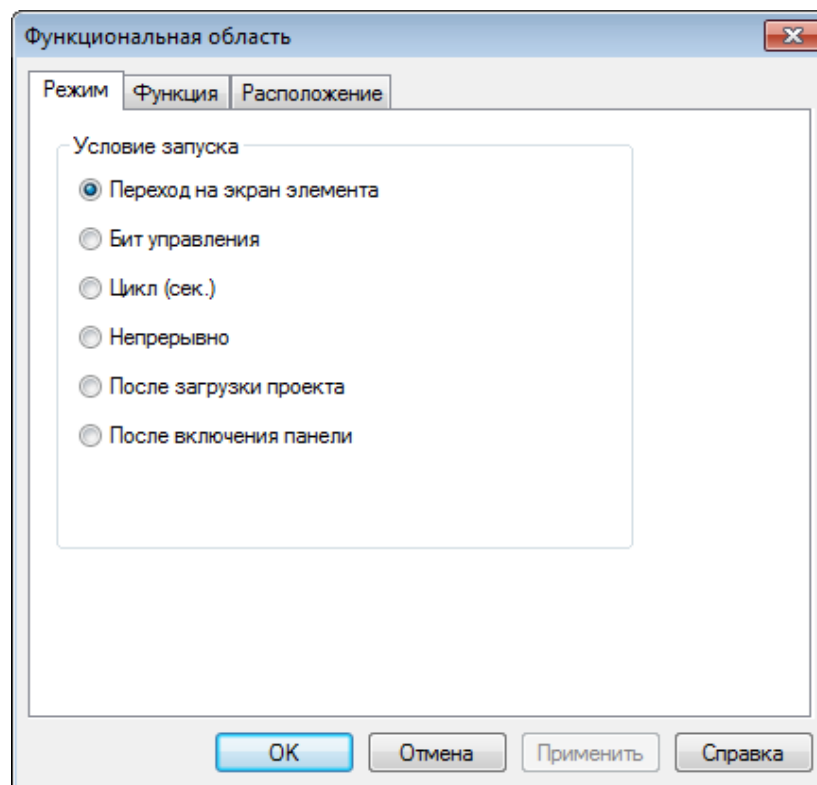 Функциональная область
Режим Функция Расположение
Условие запуска
Переход на экран элемента
Бит управления
Цикл (сек.)
Непрерывно
После загрузки проекта
После включения панели
OK Отмена Применить Справка